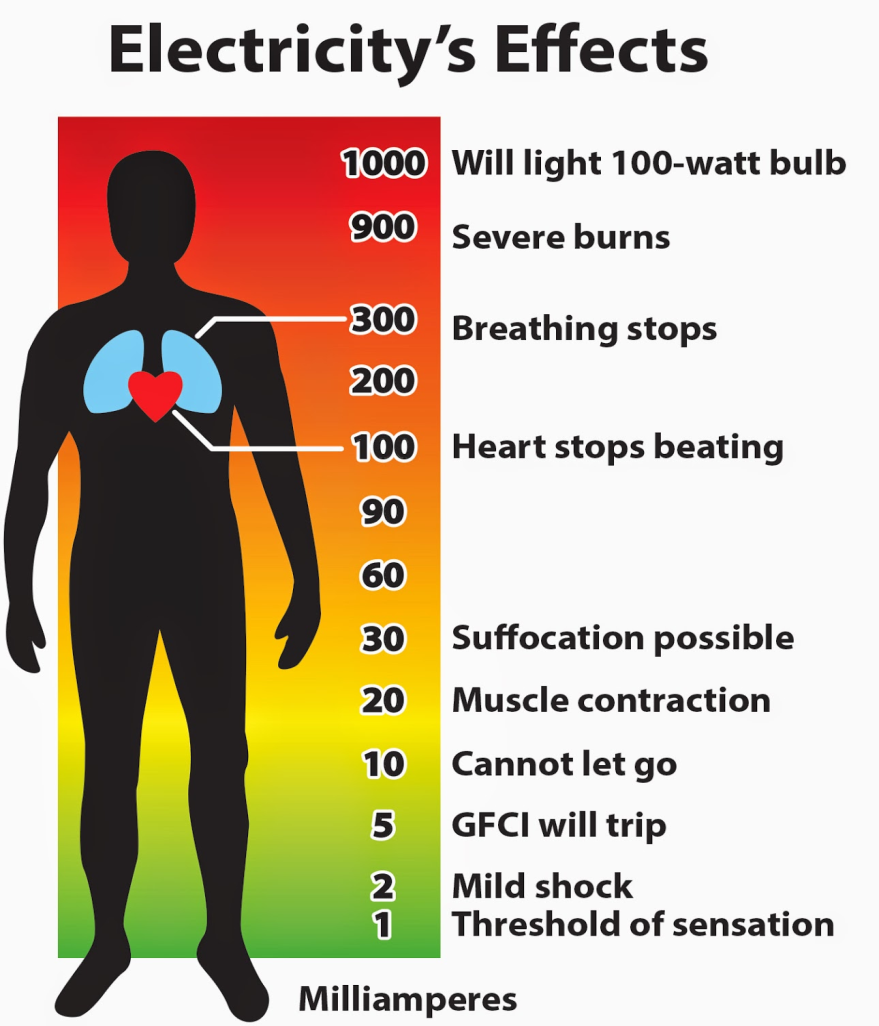 Electricity's Effects
1000 Will light 100-watt bulb
900 Severe burns
300 Breathing stops
200
100 Heart stops beating
90
60
30 Suffocation possible
20 Muscle contraction
10 Cannot let go
5 GFCI will trip
2 Mild shock
1 Threshold of sensation
Milliamperes